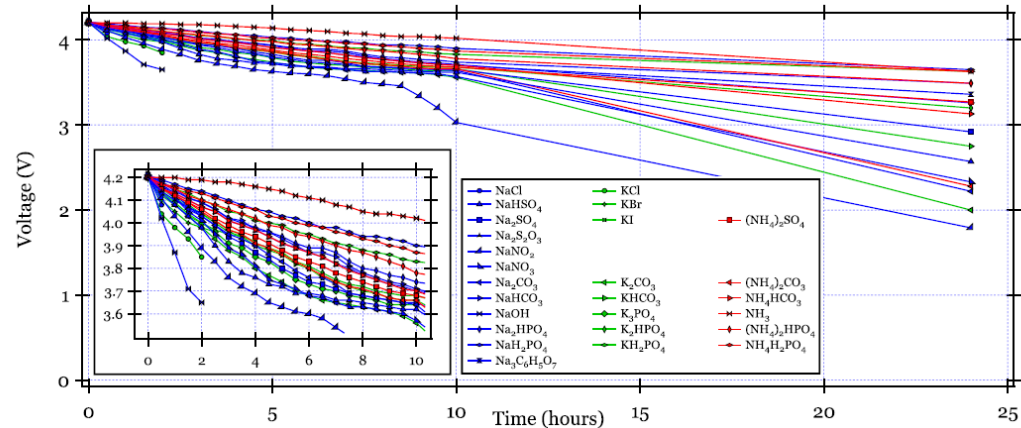 4
3
2
1
0
Voltage (V)
4.2
4.1
4.0
3.9
3.8
3.7
3.6
0 2 4 6 8 10
NaCl KCl
NaHSO₄ KBr
Na₂SO₄ KI (NH₄)₂SO₄
Na₂S₂O₃
NaNO₂
NaNO₃
Na₂CO₃ K₂CO₃ (NH₄)₂CO₃
NaHCO₃ KHCO₃ NH₄HCO₃
NaOH K₃PO₄ NH₃
Na₂HPO₄ K₂HPO₄ (NH₄)₂HPO₄
NaH₂PO₄ KH₂PO₄ NH₄H₂PO₄
Na₃C₆H₅O₇
0 5 10 15 20 25
Time (hours)